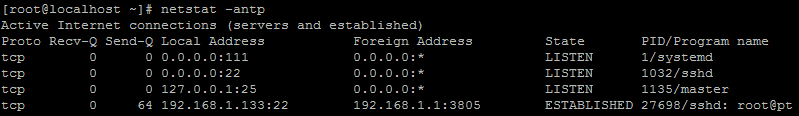 [root@localhost ~]# netstat -antp
Active Internet connections (servers and established)
Proto Recv-Q Send-Q Local Address           Foreign Address         State       PID/Program name
tcp        0      0 0.0.0.0:111             0.0.0.0:*               LISTEN      1/systemd
tcp        0      0 0.0.0.0:22              0.0.0.0:*               LISTEN      1032/sshd
tcp        0      0 127.0.0.1:25            0.0.0.0:*               LISTEN      1135/master
tcp        0     64 192.168.1.133:22        192.168.1.1:3805        ESTABLISHED 27698/sshd: root@pt